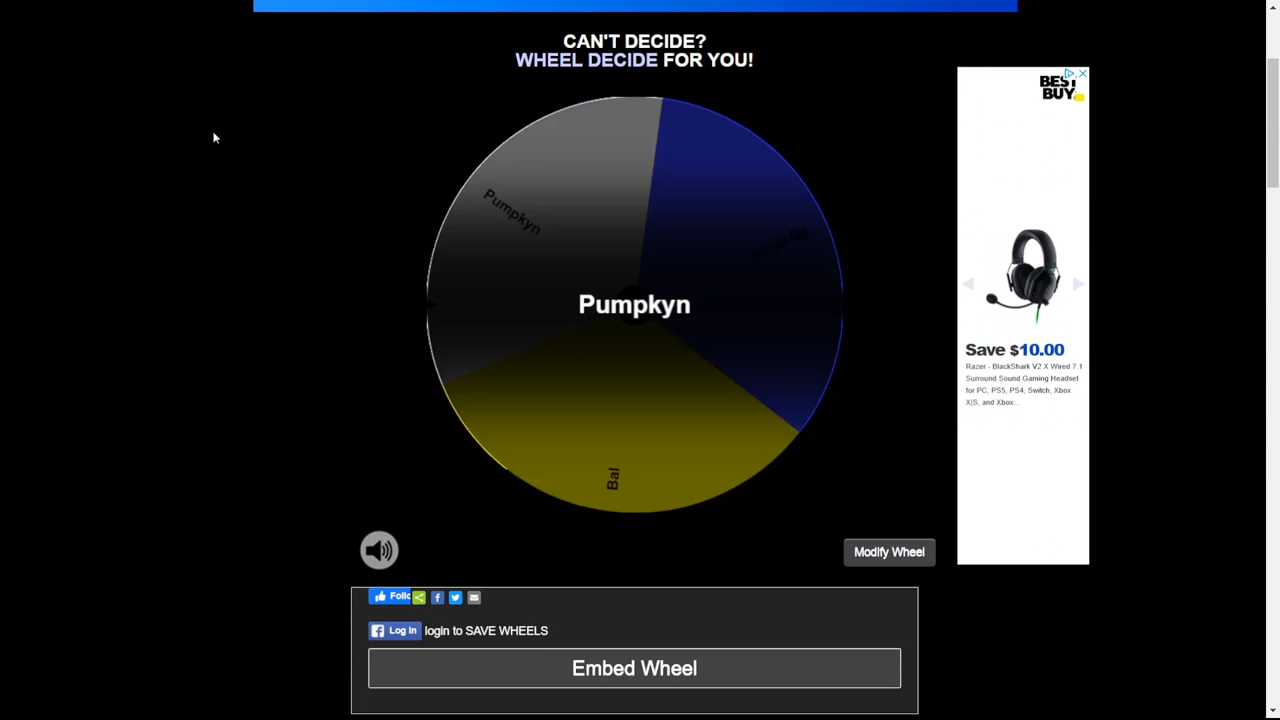 CAN'T DECIDE?
WHEEL DECIDE FOR YOU!
BEST
BUY
Pumpkyn
Pumpkyn
Bal
Save $10.00
Razer - BlackShark V2 X Wired 7.1
Surround Sound Gaming Headset
for PC, PS5, PS4, Switch, Xbox
X|S, and Xbox...
Modify Wheel
Follo
Log In login to SAVE WHEELS
Embed Wheel